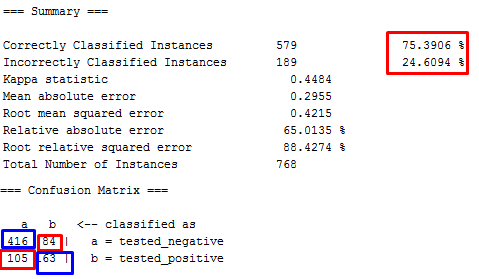 === Summary ===
Correctly Classified Instances 579 75.3906 %
Incorrectly Classified Instances 189 24.6094 %
Kappa statistic 0.4484
Mean absolute error 0.2955
Root mean squared error 0.4215
Relative absolute error 65.0135 %
Root relative squared error 88.4274 %
Total Number of Instances 768
=== Confusion Matrix ===
a b <-- classified as
416 84 | a = tested_negative
105 163 | b = tested_positive